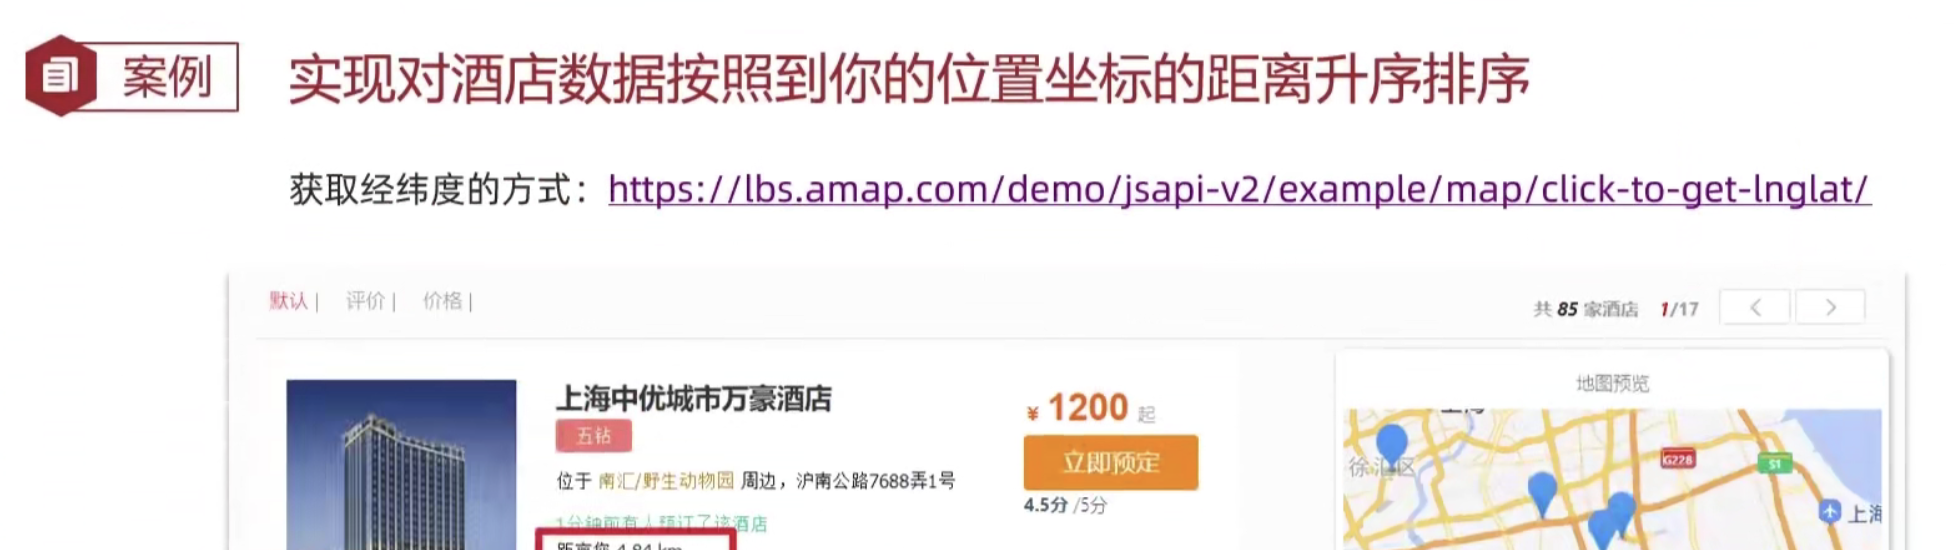 案例
实现对酒店数据按照到你的位置坐标的距离升序排序
获取经纬度的方式：https://lbs.amap.com/demo/jsapi-v2/example/map/click-to-get-lnglat/
默认 | 评价 | 价格 |
共 85 家酒店 1/17
上海中优城市万豪酒店
五钻
¥ 1200 起
立即预定
位于 南汇/野生动物园 周边，沪南公路7688弄1号
4.5分 /5分
1分钟前有人预订了该酒店
距离您 4.84 km
地图预览
上海
徐汇区
G228
S1
上海